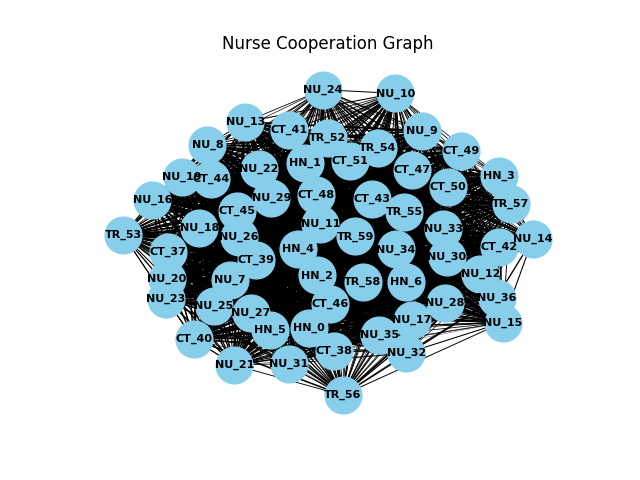 Nurse Cooperation Graph
NU_24
NU_10
NU_13
CT_41
TR_52
NU_9
NU_8
TR_54
CT_49
HN_1
CT_51
NU_22
CT_47
HN_3
NU_19
CT_44
CT_50
NU_16
NU_29
CT_48
CT_43
TR_57
CT_45
TR_55
NU_11
NU_18
NU_33
TR_53
NU_26
TR_59
NU_14
CT_42
HN_4
NU_34
CT_37
CT_39
NU_30
NU_12
HN_2
NU_20
NU_7
TR_58
HN_6
NU_23
NU_36
CT_46
NU_28
NU_25
NU_27
NU_17
NU_15
HN_5
HN_0
NU_35
CT_40
CT_38
NU_32
NU_21
NU_31
TR_56